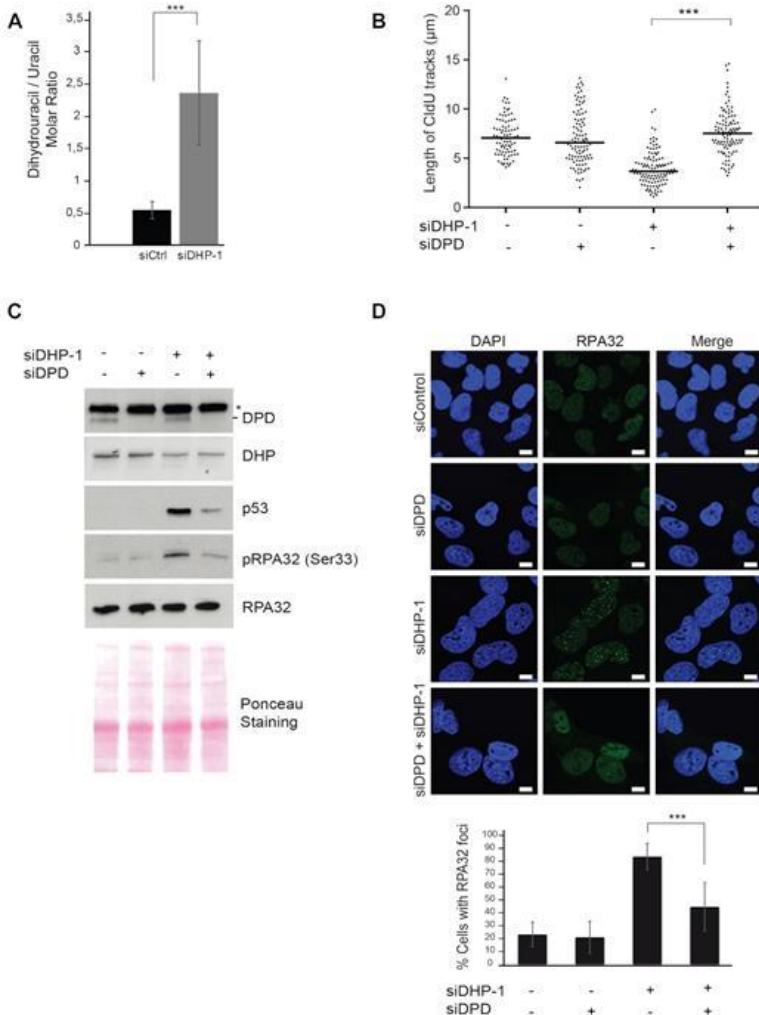 A
***
Dihydrouracil / Uracil
Molar Ratio
3,5
3
2,5
2
1,5
1
0,5
0
siCtrl siDHP-1
B
***
Length of CldU tracks (µm)
20
15
10
5
0
siDHP-1 - - + +
siDPD - + - +
C
siDHP-1 - - + +
siDPD - + - +
*
DPD
DHP
p53
pRPA32 (Ser33)
RPA32
Ponceau
Staining
D
DAPI RPA32 Merge
siControl
siDPD
siDHP-1
siDPD + siDHP-1
***
% Cells with RPA32 foci
100
90
80
70
60
50
40
30
20
10
0
siDHP-1 - - + +
siDPD - + - +